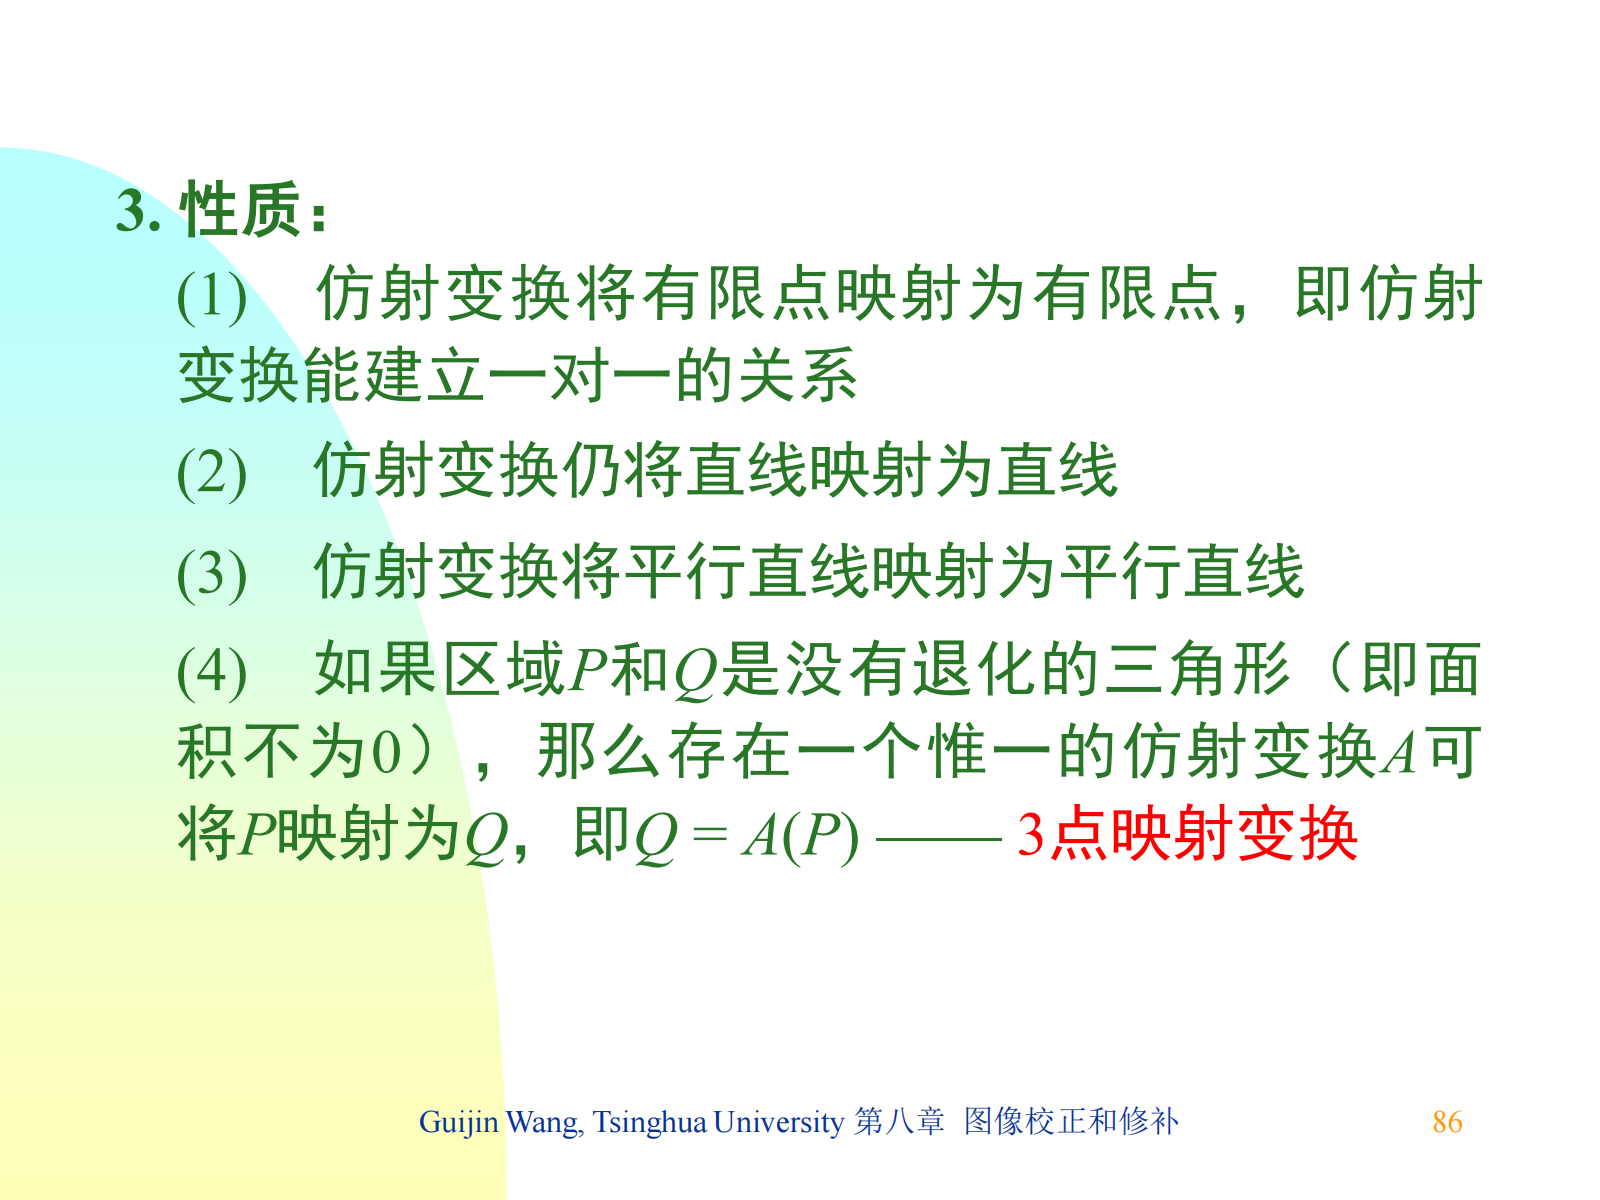 3. 性质：
(1) 仿射变换将有限点映射为有限点，即仿射
变换能建立一对一的关系
(2) 仿射变换仍将直线映射为直线
(3) 仿射变换将平行直线映射为平行直线
(4) 如果区域P和Q是没有退化的三角形（即面
积不为0），那么存在一个惟一的仿射变换A可
将P映射为Q，即Q = A(P) —— 3点映射变换
Guijin Wang, Tsinghua University 第八章 图像校正和修补
86